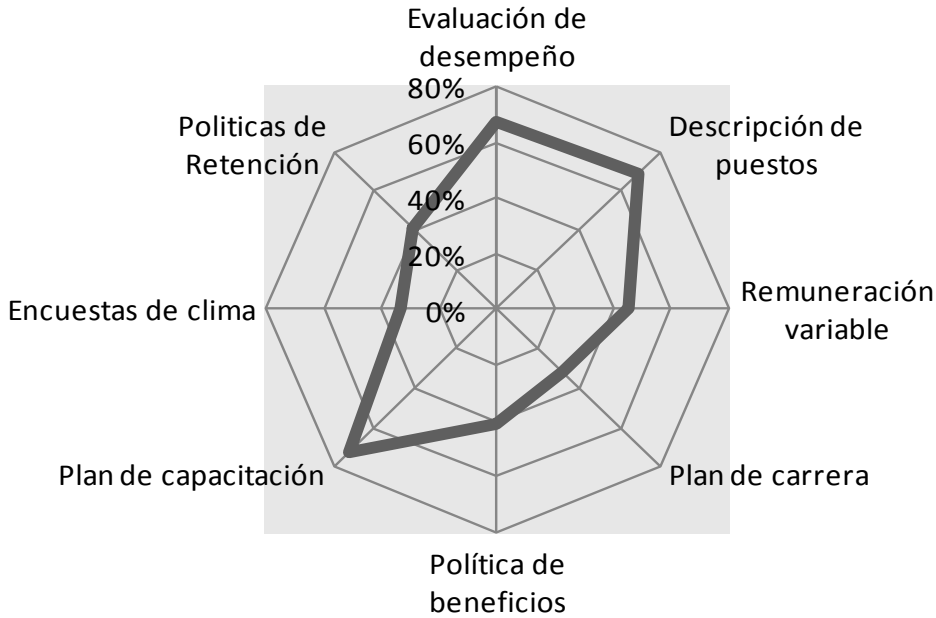 Evaluación de
desempeño
80%
Politicas de
Retención
Descripción de
puestos
60%
40%
20%
0%
Encuestas de clima
Remuneración
variable
Plan de capacitación
Plan de carrera
Política de
beneficios